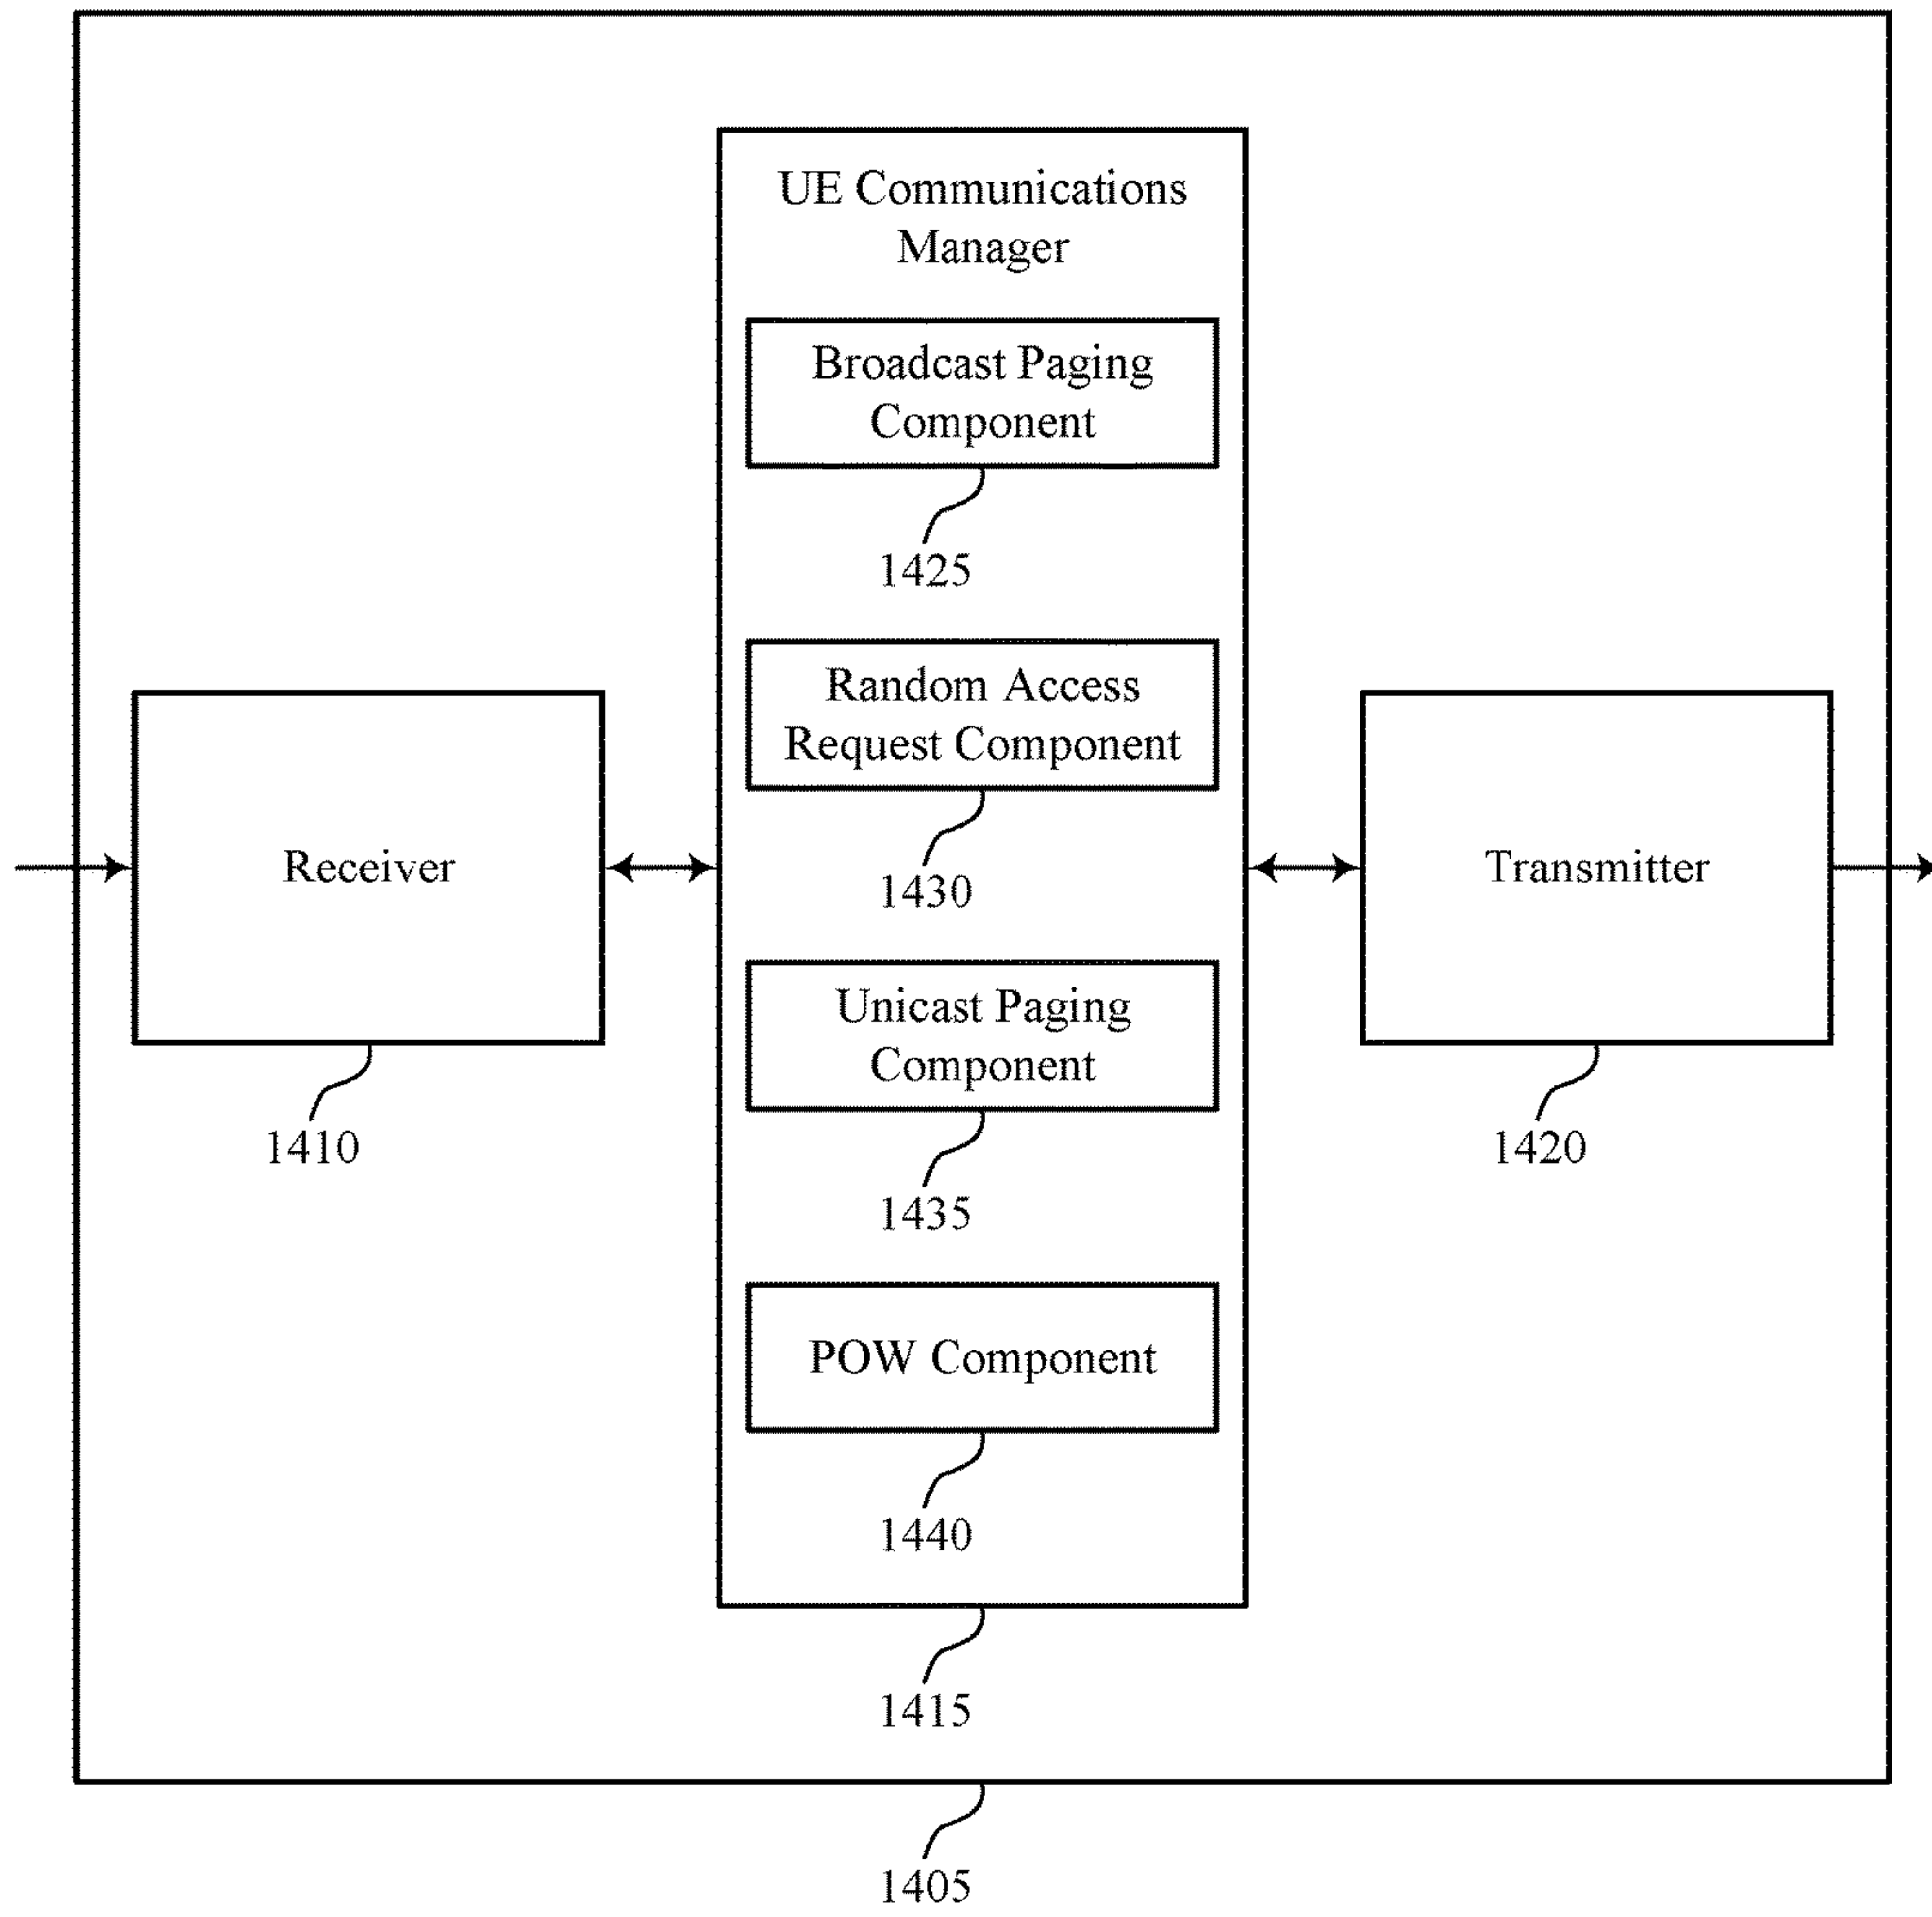 UE Communications
Manager
Broadcast Paging
Component
1425
Random Access
Request Component
1430
Receiver
1410
Transmitter
1420
Unicast Paging
Component
1435
POW Component
1440
1415
1405